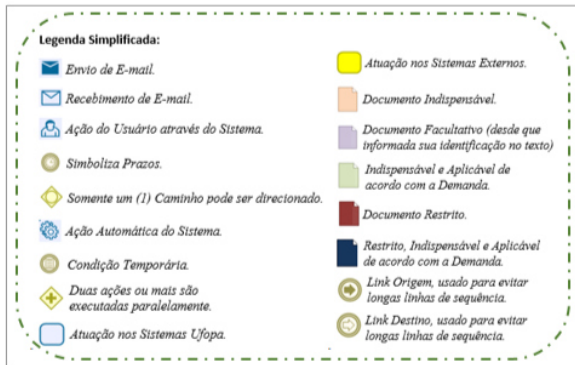 Legenda Simplificada:
Envio de E-mail.
Recebimento de E-mail.
Ação do Usuário através do Sistema.
Simboliza Prazos.
Somente um (1) Caminho pode ser direcionado.
Ação Automática do Sistema.
Condição Temporária.
Duas ações ou mais são
executadas paralelamente.
Atuação nos Sistemas Ufopa.
Atuação nos Sistemas Externos.
Documento Indispensável.
Documento Facultativo (desde que
informada sua identificação no texto)
Indispensável e Aplicável de
acordo com a Demanda.
Documento Restrito.
Restrito, Indispensável e Aplicável
de acordo com a Demanda.
Link Origem, usado para evitar
longas linhas de sequência.
Link Destino, usado para evitar
longas linhas de sequência.